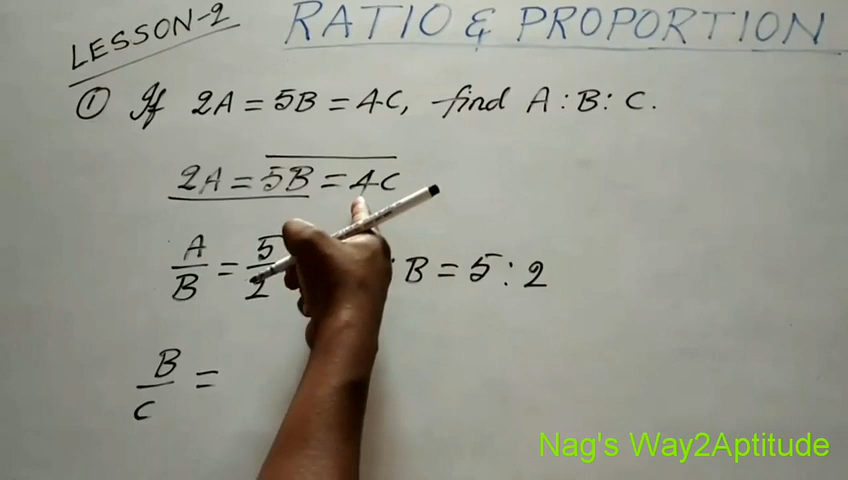 LESSON-2
RATIO & PROPORTION
① If 2A = 5B = 4C, find A : B : C.
2A = 5B = 4C
A/B = 5/2 : B = 5 : 2
B/C =
Nag's Way2Aptitude